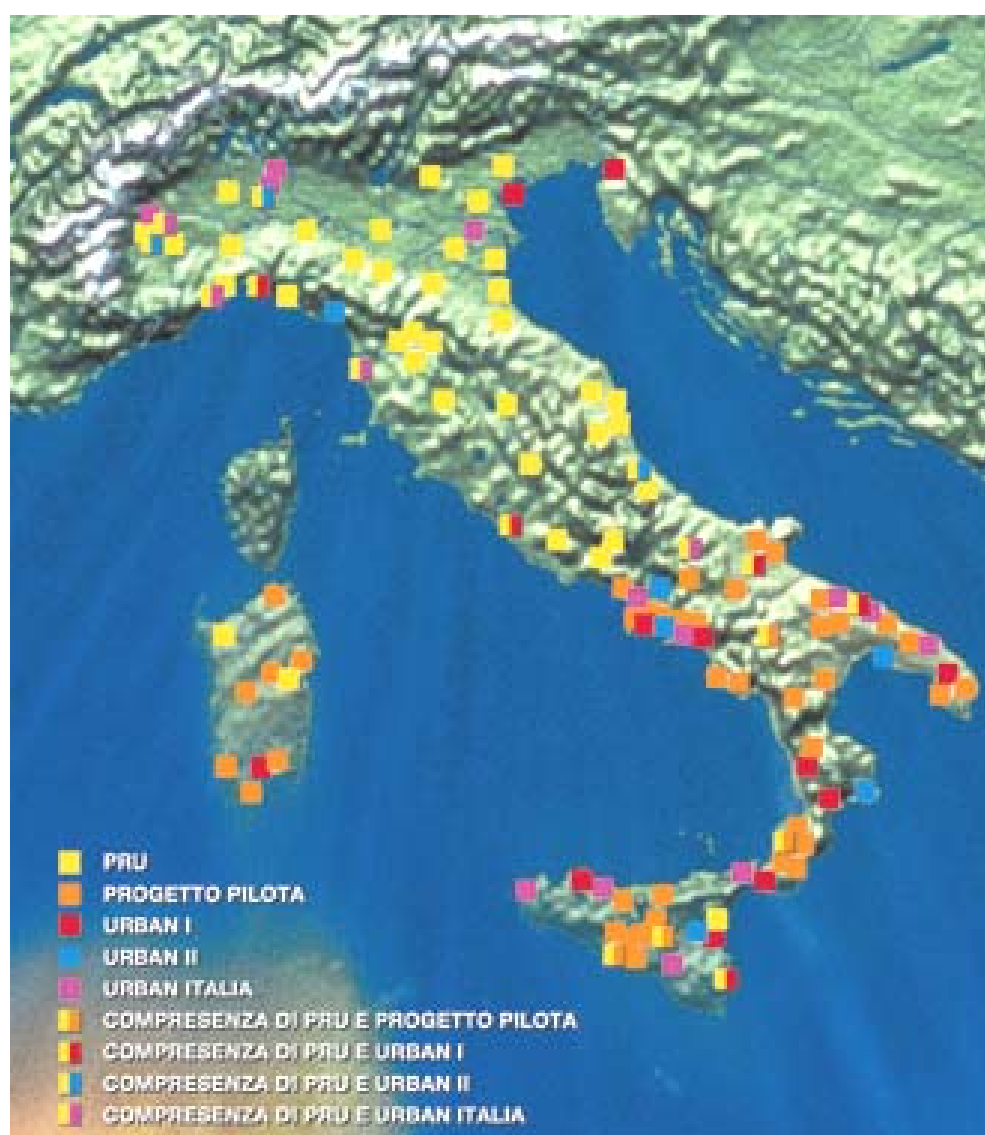 PRU
PROGETTO PILOTA
URBAN I
URBAN II
URBAN ITALIA
COMPRESENZA DI PRU E PROGETTO PILOTA
COMPRESENZA DI PRU E URBAN I
COMPRESENZA DI PRU E URBAN II
COMPRESENZA DI PRU E URBAN ITALIA